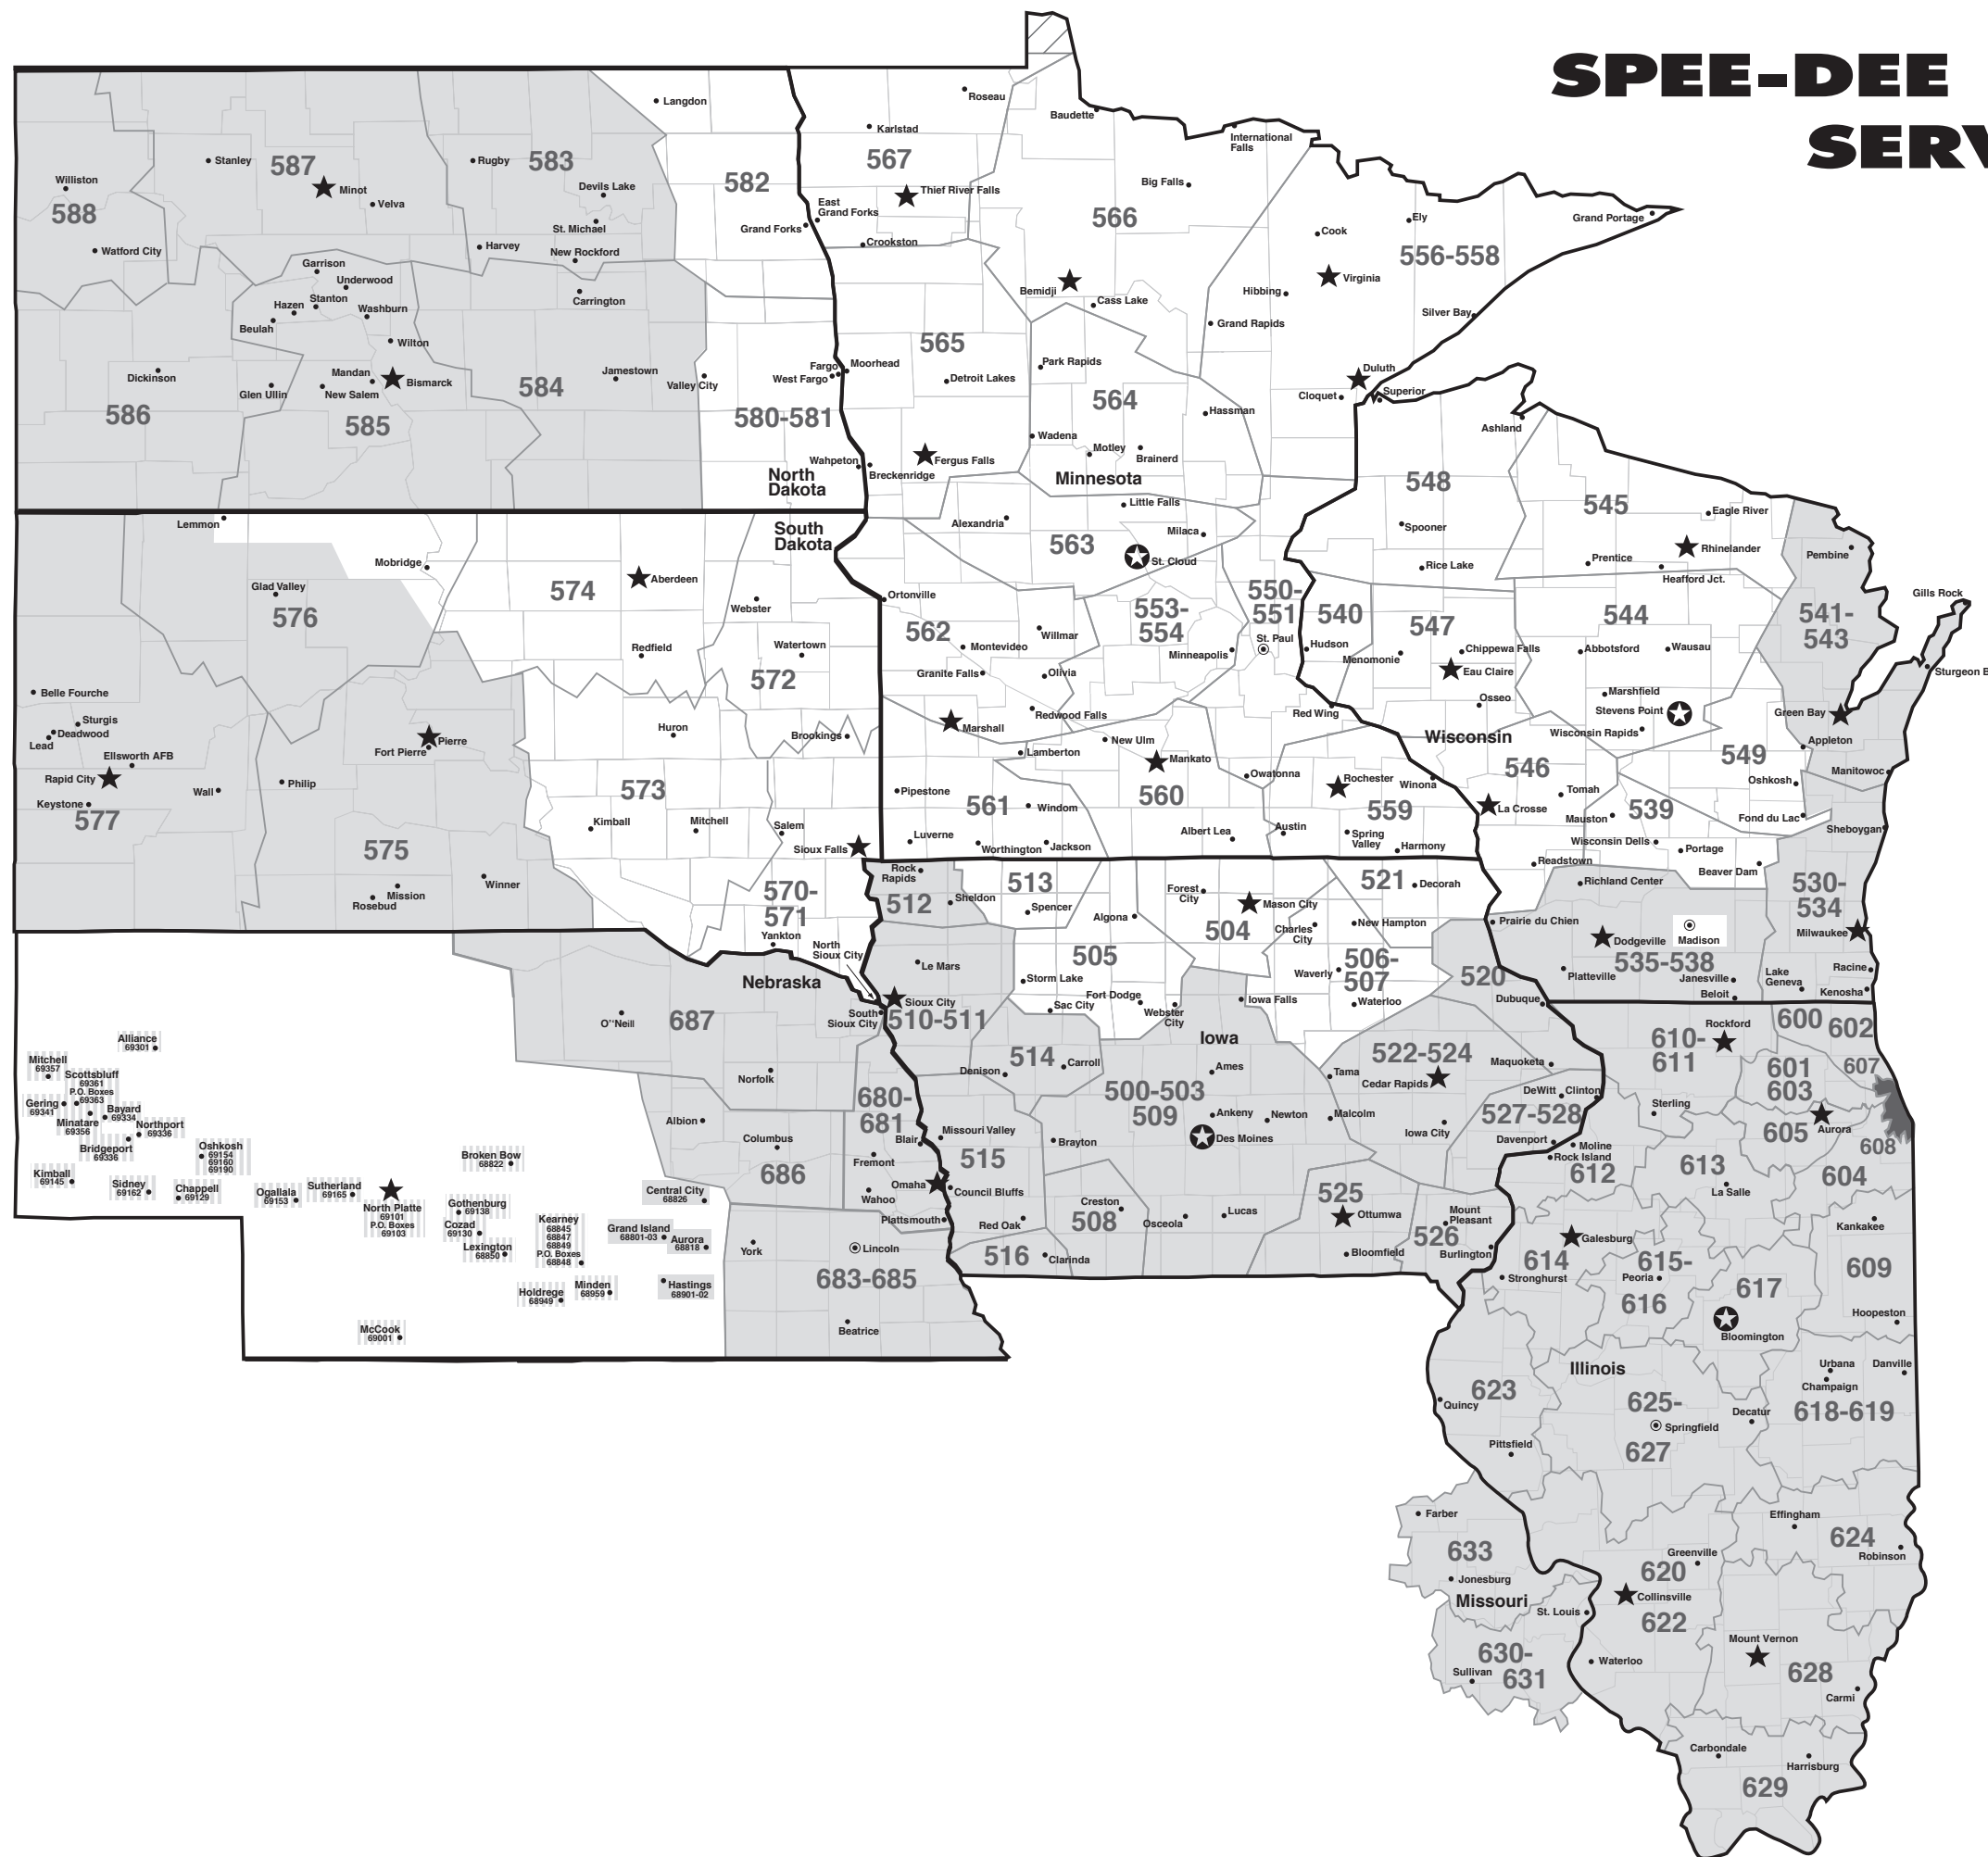 SPEE-DEE
SERV
Langdon
Roseau
Baudette
Karlstad
International
Falls
567
Stanley
587
Rugby
583
582
Williston
588
Minot
Velva
Devils Lake
Thief River Falls
Big Falls
566
East
Grand Forks
Grand Forks
Crookston
Ely
Grand Portage
Cook
556-558
St. Michael
Watford City
Harvey
New Rockford
Garrison
Underwood
Carrington
Hazen
Stanton
Washburn
Beulah
Wilton
Bemidji
Cass Lake
Hibbing
Virginia
Grand Rapids
Silver Bay
565
Dickinson
Mandan
Bismarck
Glen Ullin
New Salem
586
585
584
Jamestown
Valley City
Fargo
West Fargo
Moorhead
580-581
Detroit Lakes
Park Rapids
564
Hassman
Duluth
Cloquet
Superior
Ashland
Wadena
Motley
Brainerd
Wahpeton
Breckenridge
Fergus Falls
North
Dakota
Minnesota
548
545
Eagle River
Little Falls
Lemmon
South
Dakota
Alexandria
563
Milaca
St. Cloud
Spooner
Rice Lake
Prentice
Rhinelander
Heafford Jct.
Pembine
Mobridge
Glad Valley
576
574
Aberdeen
Webster
Ortonville
562
Willmar
Montevideo
553-
554
550-
551
540
547
544
541-
543
Gills Rock
Redfield
Watertown
572
Granite Falls
Olivia
Minneapolis
St. Paul
Hudson
Menomonie
Chippewa Falls
Eau Claire
Abbotsford
Wausau
Sturgeon B
Belle Fourche
Sturgis
Deadwood
Lead
Ellsworth AFB
Rapid City
Keystone
577
Wall
Philip
Pierre
Fort Pierre
Huron
Brookings
Marshall
Redwood Falls
Lamberton
New Ulm
Mankato
Red Wing
Osseo
Marshfield
Stevens Point
Wisconsin Rapids
Green Bay
Appleton
Wisconsin
546
549
Manitowoc
573
Pipestone
561
Windom
560
Owatonna
Rochester
Winona
559
La Crosse
Tomah
Mauston
539
Oshkosh
Fond du Lac
Kimball
Mitchell
Salem
Sioux Falls
Luverne
Worthington
Jackson
Albert Lea
Austin
Spring
Valley
Harmony
Wisconsin Dells
Portage
Sheboygan
575
Winner
Mission
Rosebud
570-
571
Rock
Rapids
512
Sheldon
513
Spencer
Algona
Forest
City
Mason City
521
Decorah
Readstown
Beaver Dam
Richland Center
530-
534
Yankton
North
Sioux City
504
Charles
City
New Hampton
Prairie du Chien
Dodgeville
Madison
Milwaukee
Nebraska
Le Mars
505
Waverly
506-
507
520
Platteville
535-538
Janesville
Lake
Geneva
Racine
Storm Lake
Sac City
Fort Dodge
Webster
City
Iowa Falls
Waterloo
Dubuque
Beloit
Kenosha
O''Neill
687
Sioux City
South
Sioux City
510-511
Iowa
522-524
610-
611
Rockford
600
602
Alliance
69301
Mitchell
69357
Scottsbluff
69361
P.O. Boxes
69363
Gering
69341
Bayard
69334
Minatare
69356
Northport
69336
Bridgeport
69336
Oshkosh
69154
69160
69190
Kimball
69145
Sidney
69162
Chappell
69129
Ogallala
69153
Sutherland
69165
North Platte
69101
P.O. Boxes
69103
Broken Bow
68822
Gothenburg
69138
Cozad
69130
Lexington
68850
Kearney
68845
68847
68849
P.O. Boxes
68848
Central City
68826
Grand Island
68801-03
Aurora
68818
Hastings
68901-02
Minden
68959
Holdrege
68949
McCook
69001
Norfolk
Albion
Columbus
686
680-
681
Blair
Fremont
Wahoo
Omaha
Plattsmouth
York
Lincoln
683-685
Beatrice
514
Denison
Carroll
Missouri Valley
515
Council Bluffs
Brayton
500-503
509
Ames
Ankeny
Newton
Des Moines
Tama
Cedar Rapids
Malcolm
Iowa City
Maquoketa
DeWitt
Clinton
527-528
Davenport
Moline
Rock Island
612
Sterling
601
603
607
605
Aurora
608
613
La Salle
604
Red Oak
516
Clarinda
Creston
508
Osceola
Lucas
525
Ottumwa
Bloomfield
Mount
Pleasant
526
Burlington
Galesburg
614
Stronghurst
615-
Peoria
616
617
Bloomington
Kankakee
609
Hoopeston
Illinois
Urbana
Champaign
Danville
618-619
623
Quincy
Pittsfield
625-
Springfield
627
Decatur
Farber
633
Jonesburg
Missouri
St. Louis
630-
631
Sullivan
Effingham
624
Robinson
Greenville
620
Collinsville
622
Waterloo
Mount Vernon
628
Carmi
Carbondale
Harrisburg
629